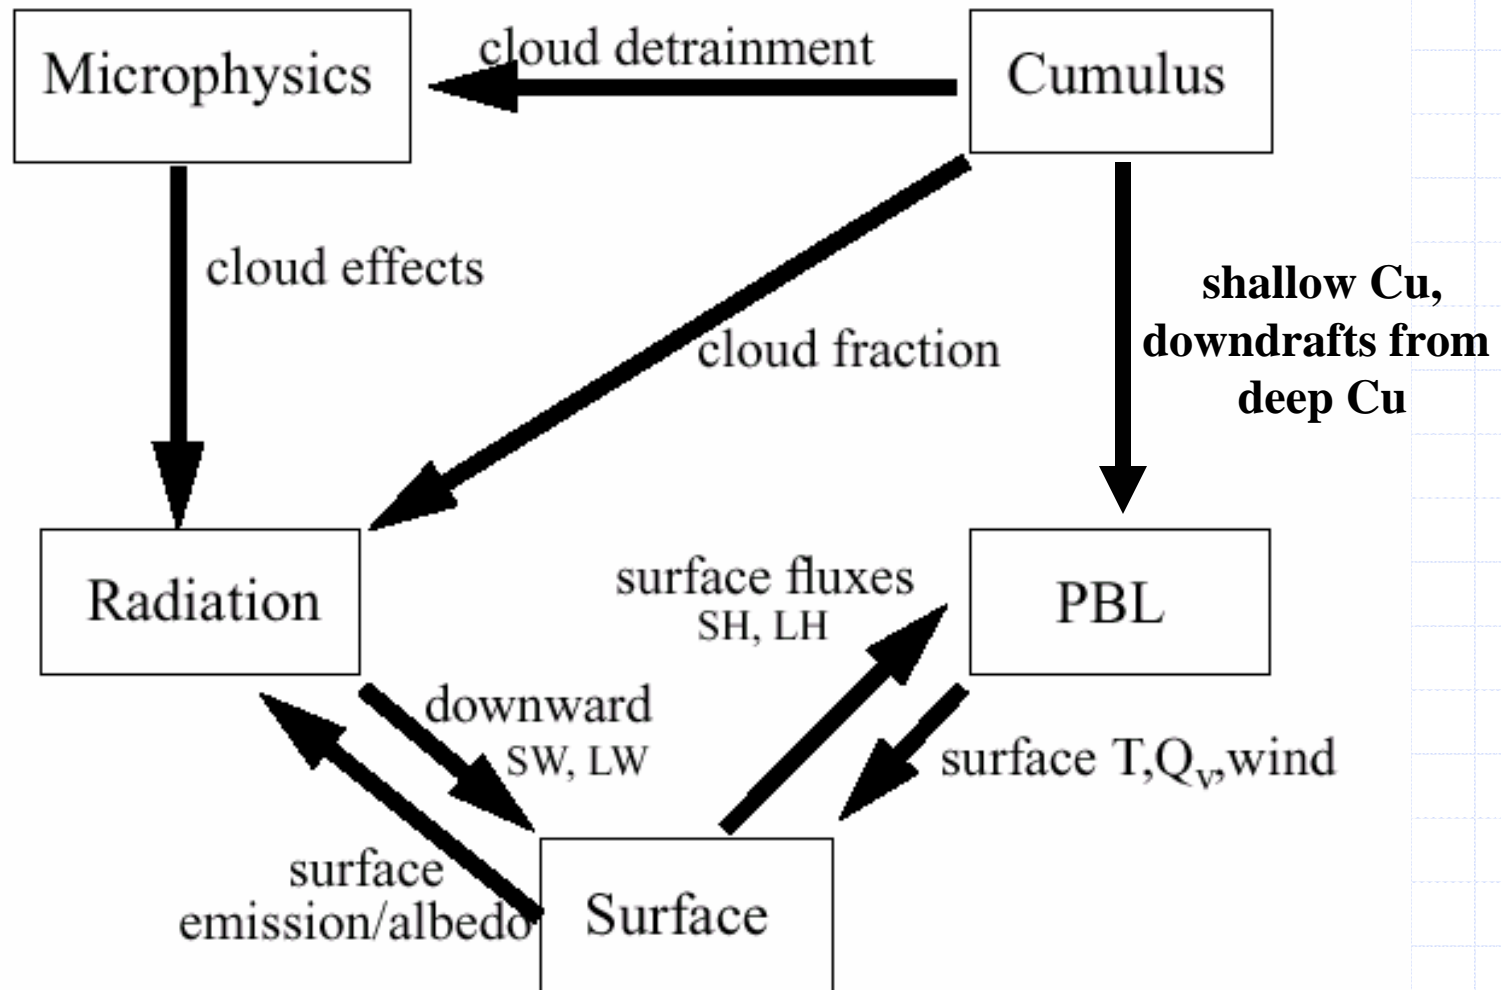 Microphysics
cloud detrainment
Cumulus
cloud effects
cloud fraction
shallow Cu,
downdrafts from
deep Cu
Radiation
surface fluxes
SH, LH
PBL
downward
SW, LW
surface T,Qv,wind
surface
emission/albedo
Surface